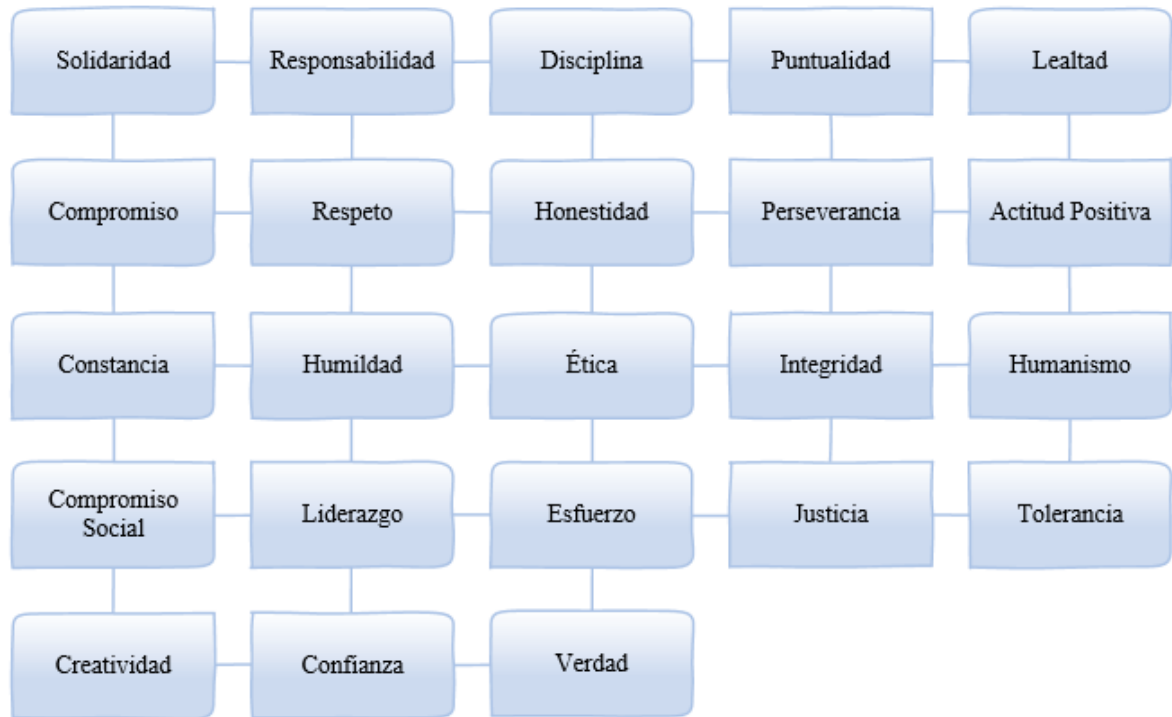 Solidaridad
Responsabilidad
Disciplina
Puntualidad
Lealtad
Compromiso
Respeto
Honestidad
Perseverancia
Actitud Positiva
Constancia
Humildad
Ética
Integridad
Humanismo
Compromiso
Social
Liderazgo
Esfuerzo
Justicia
Tolerancia
Creatividad
Confíanza
Verdad